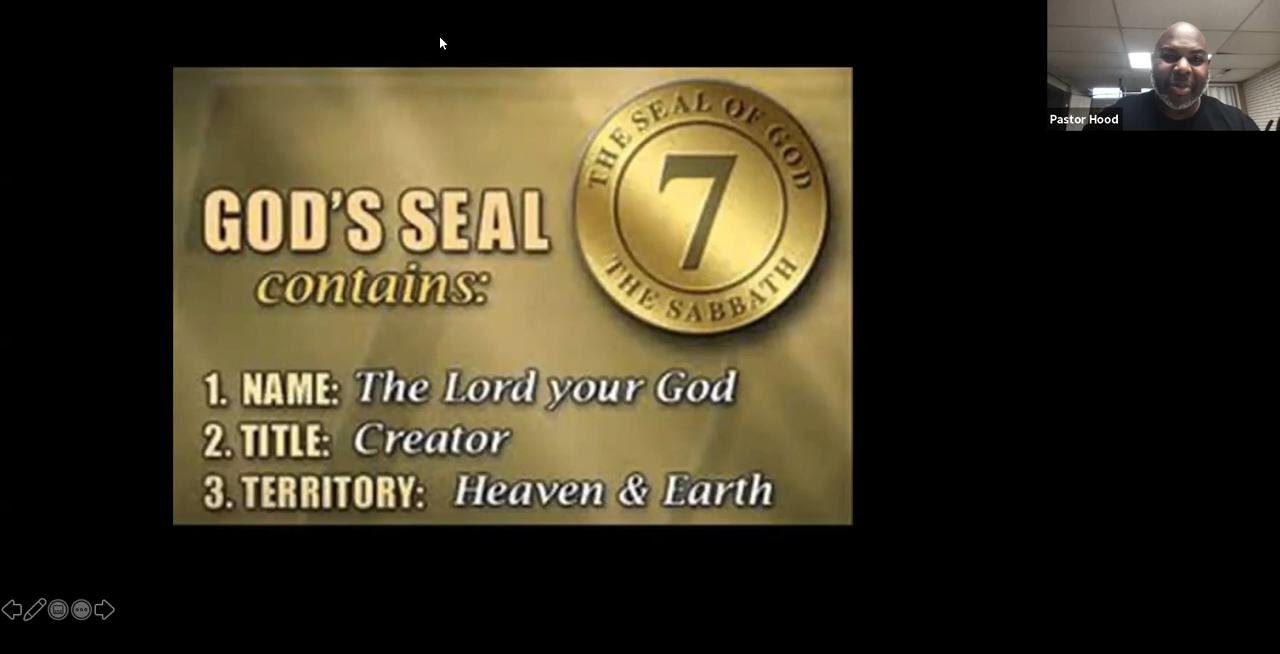 THE SEAL OF GOD
7
THE SABBATH
GOD'S SEAL
contains:
1. NAME: The Lord your God
2. TITLE: Creator
3. TERRITORY: Heaven & Earth
Pastor Hood